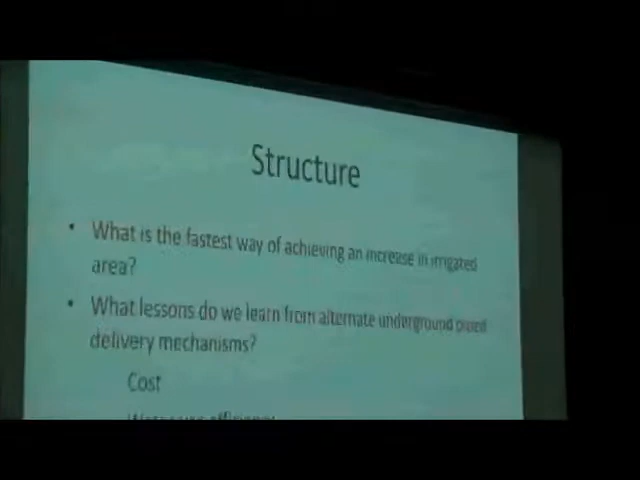 Structure
• What is the fastest way of achieving an increase in irrigated
area?
• What lessons do we learn from alternate underground piped
delivery mechanisms?
Cost